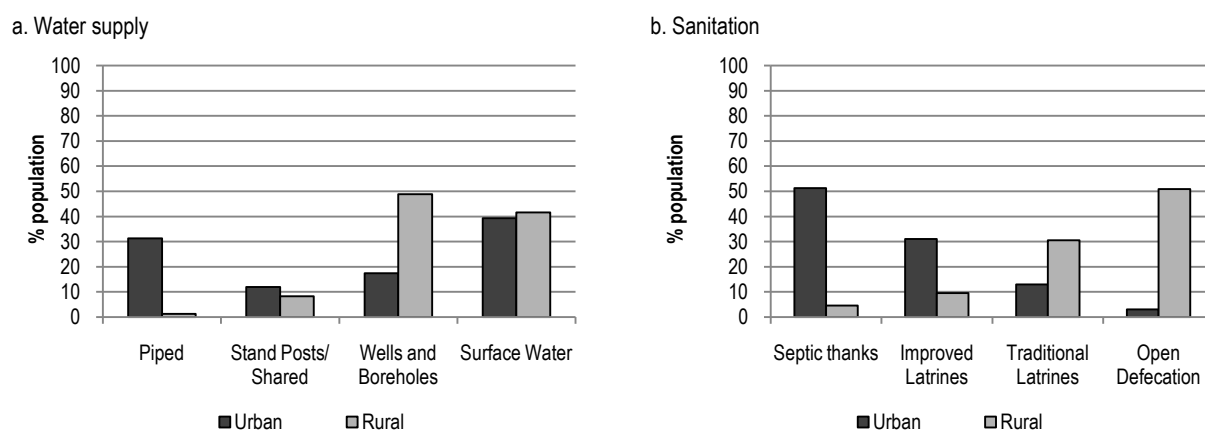 a. Water supply
100
90
80
70
60
50
40
30
20
10
0
% population
Piped
Stand Posts/
Shared
Wells and
Boreholes
Surface Water
Urban
Rural
b. Sanitation
100
90
80
70
60
50
40
30
20
10
0
% population
Septic thanks
Improved
Latrines
Traditional
Latrines
Open
Defecation
Urban
Rural